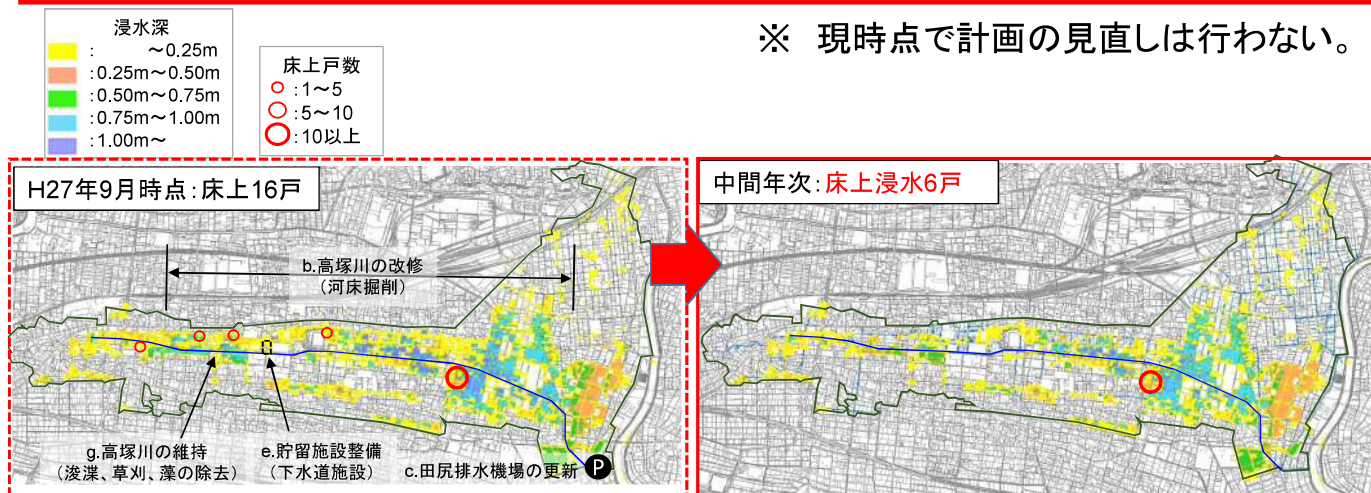 ※ 現時点で計画の見直しは行わない。
浸水深
: ～0.25m
:0.25m～0.50m
:0.50m～0.75m
:0.75m～1.00m
:1.00m～
床上戸数
:1～5
:5～10
:10以上
H27年9月時点:床上16戸
b.高塚川の改修
(河床掘削)
g.高塚川の維持
(浚渫、草刈、藻の除去)
e.貯留施設整備
(下水道施設)
c.田尻排水機場の更新
P
中間年次:床上浸水6戸